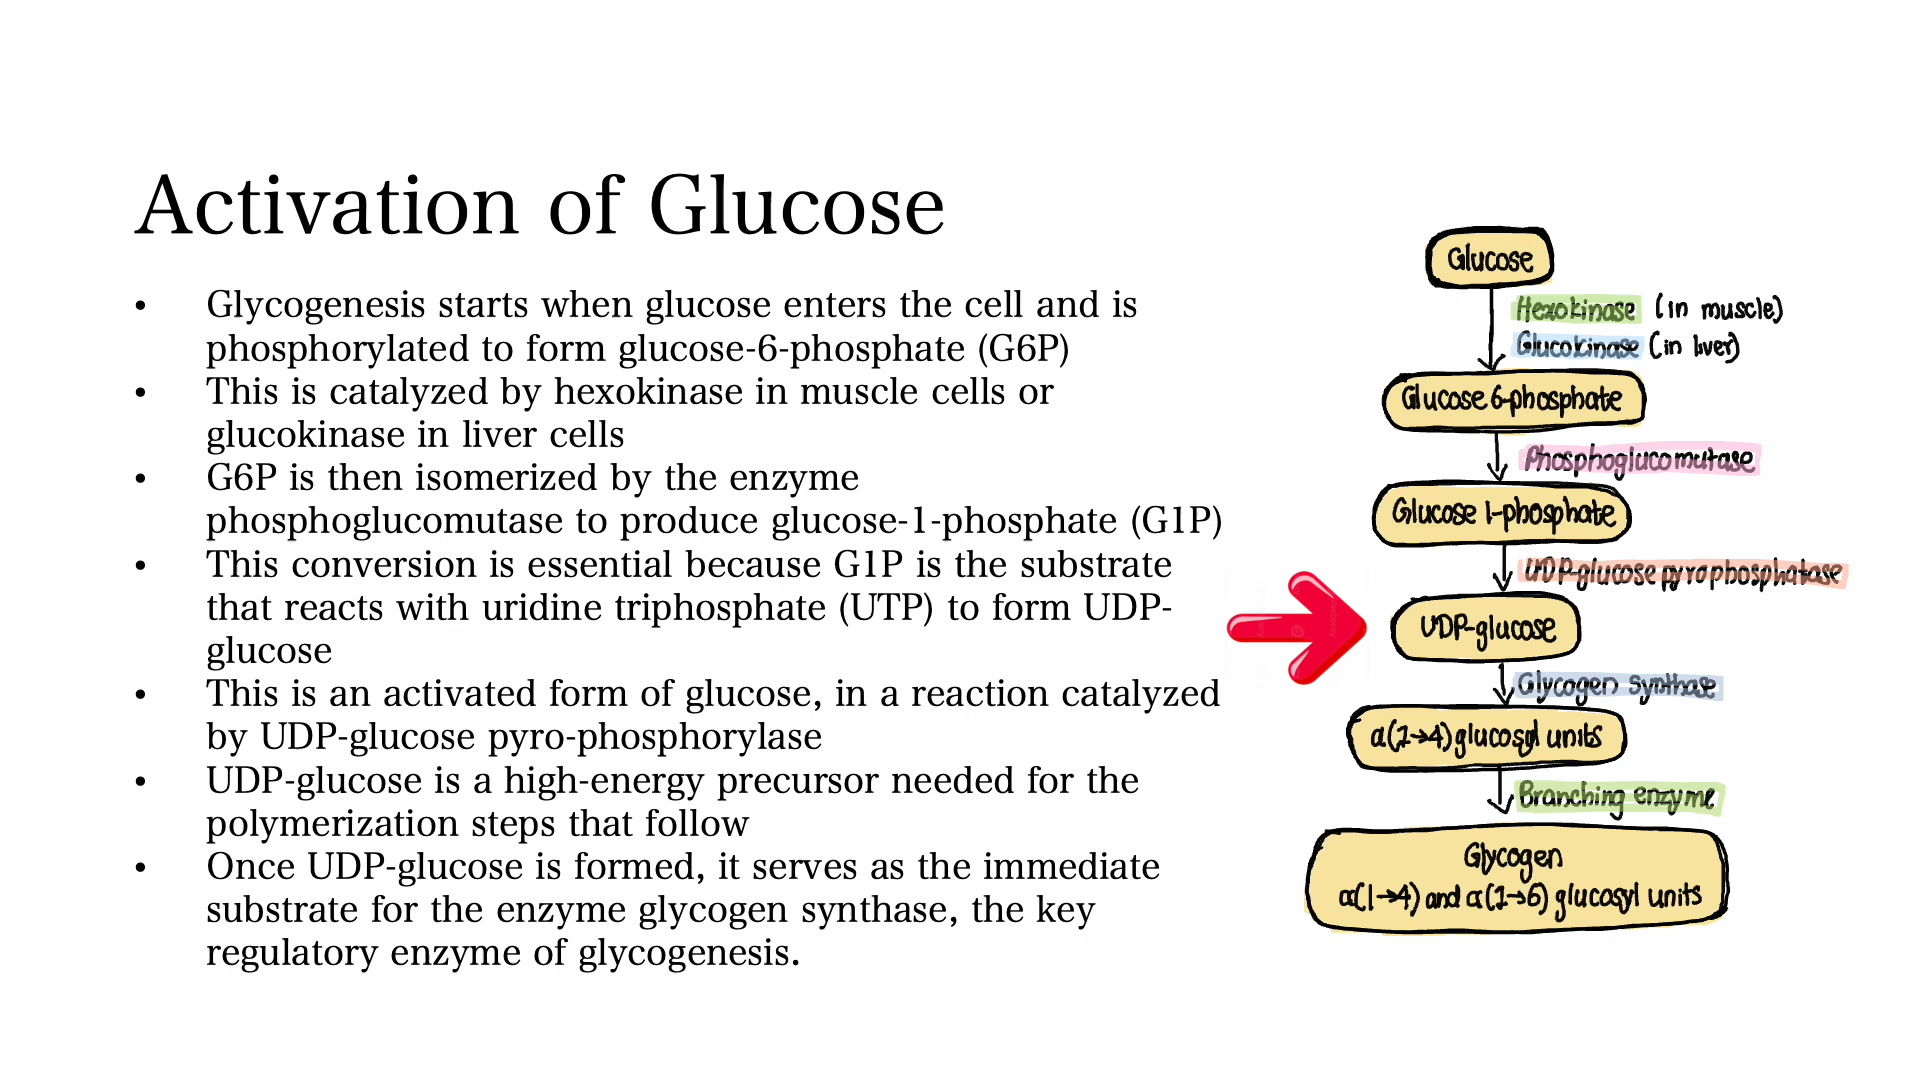 Activation of Glucose
• Glycogenesis starts when glucose enters the cell and is
phosphorylated to form glucose-6-phosphate (G6P)
• This is catalyzed by hexokinase in muscle cells or
glucokinase in liver cells
• G6P is then isomerized by the enzyme
phosphoglucomutase to produce glucose-1-phosphate (G1P)
• This conversion is essential because G1P is the substrate
that reacts with uridine triphosphate (UTP) to form UDP-
glucose
• This is an activated form of glucose, in a reaction catalyzed
by UDP-glucose pyro-phosphorylase
• UDP-glucose is a high-energy precursor needed for the
polymerization steps that follow
• Once UDP-glucose is formed, it serves as the immediate
substrate for the enzyme glycogen synthase, the key
regulatory enzyme of glycogenesis.
Glucose
Hexokinase (in muscle)
Glucokinase (in liver)
Glucose 6-phosphate
Phosphoglucomutase
Glucose 1-phosphate
UDP-glucose pyrophosphatase
UDP-glucose
Glycogen synthase
α(1→4) glucosyl units
Branching enzyme
Glycogen
α(1→4) and α(1→6) glucosyl units